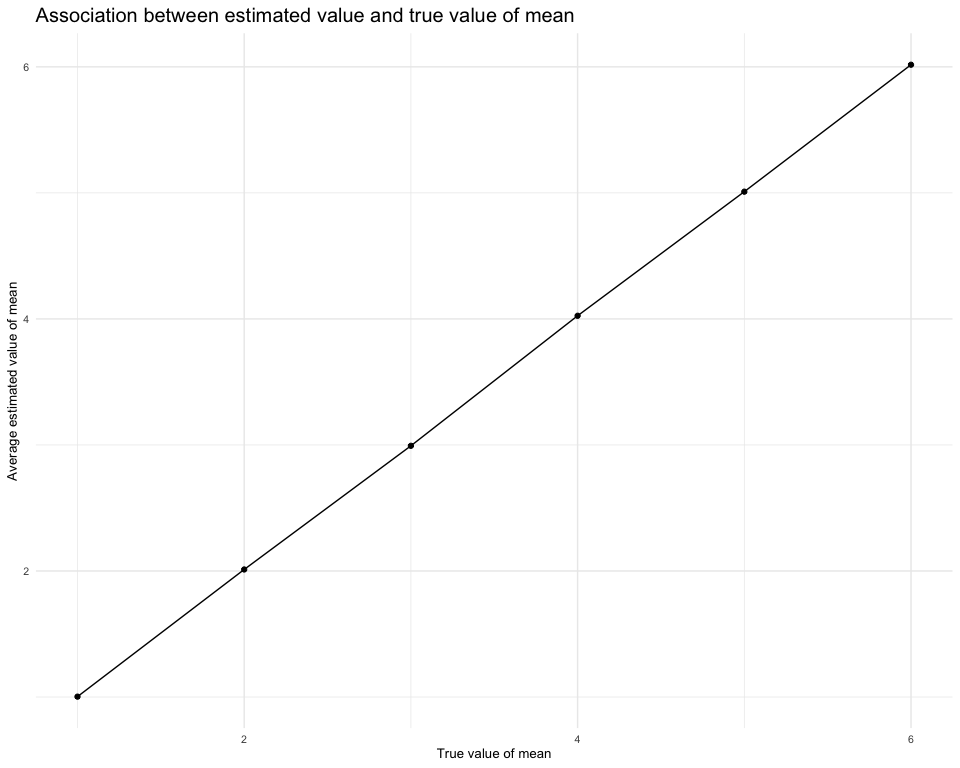 Association between estimated value and true value of mean
6
4
2
Average estimated value of mean
2
4
6
True value of mean